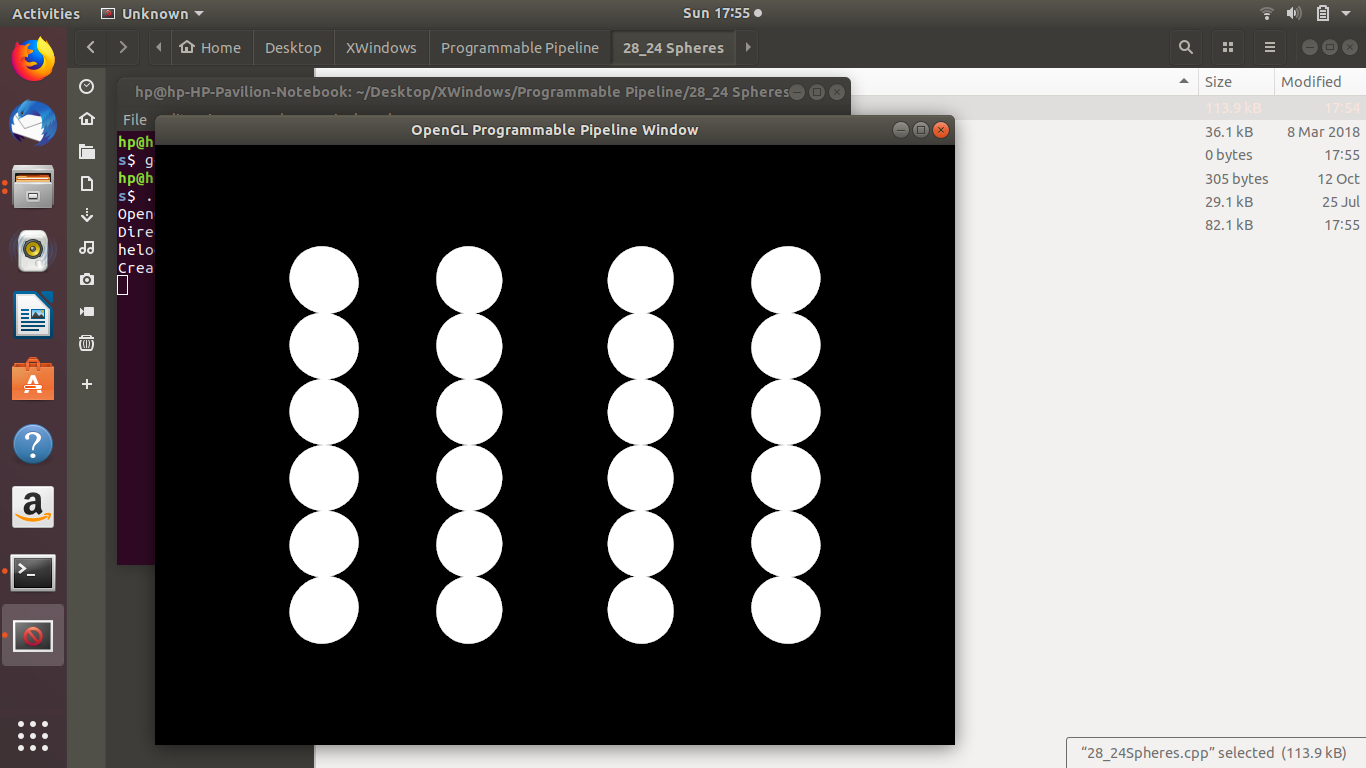 Activities Unknown Sun 17:55
Home Desktop XWindows Programmable Pipeline 28_24 Spheres
Size Modified
hp@hp-HP-Pavilion-Notebook: ~/Desktop/XWindows/Programmable Pipeline/28_24 Spheres
113.9 kB 17:54
File
OpenGL Programmable Pipeline Window
36.1 kB 8 Mar 2018
hp@h
s$ g
0 bytes 17:55
hp@h
305 bytes 12 Oct
s$ .
29.1 kB 25 Jul
Open
82.1 kB 17:55
Dire
helo
Crea
"28_24Spheres.cpp" selected (113.9 kB)